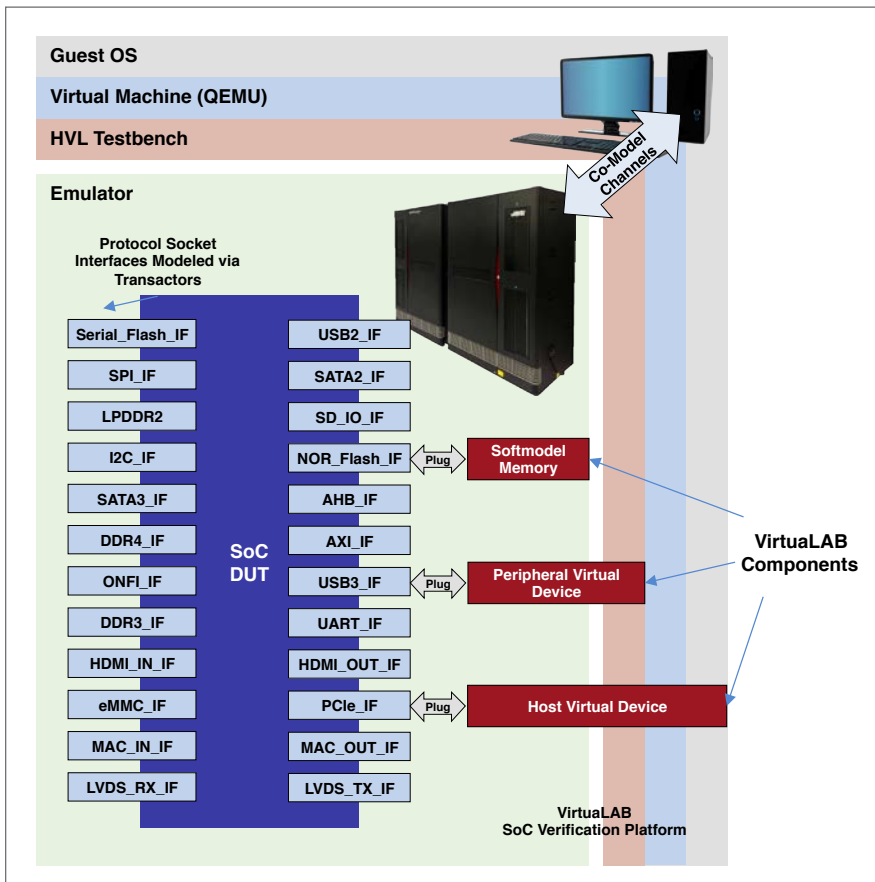 Guest OS
Virtual Machine (QEMU)
HVL Testbench
Co-Model
Channels
Emulator
Protocol Socket
Interfaces Modeled via
Transactors
Serial_Flash_IF
SPI_IF
LPDDR2
I2C_IF
SATA3_IF
DDR4_IF
ONFI_IF
DDR3_IF
HDMI_IN_IF
eMMC_IF
MAC_IN_IF
LVDS_RX_IF
SoC
DUT
USB2_IF
SATA2_IF
SD_IO_IF
NOR_Flash_IF
AHB_IF
AXI_IF
USB3_IF
UART_IF
HDMI_OUT_IF
PCIe_IF
MAC_OUT_IF
LVDS_TX_IF
Plug
Softmodel
Memory
Plug
Peripheral Virtual
Device
Plug
Host Virtual Device
VirtuaLAB
Components
VirtuaLAB
SoC Verification Platform